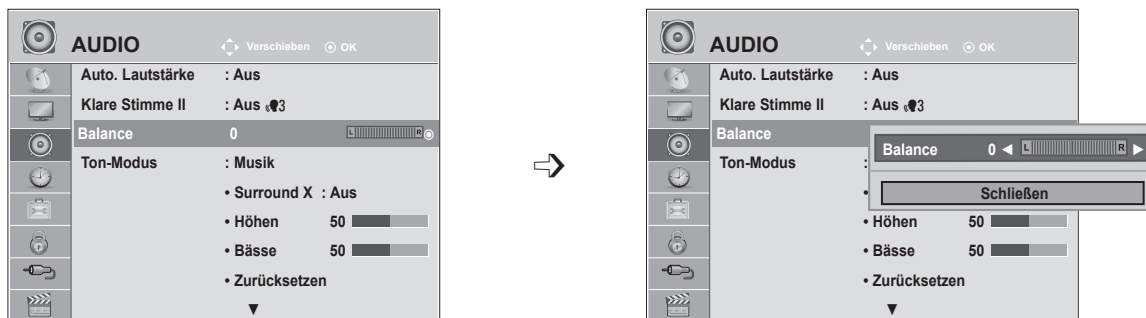 AUDIO Verschieben OK
Auto. Lautstärke : Aus
Klare Stimme II : Aus 3
Balance 0 L R
Ton-Modus : Musik
• Surround X : Aus
• Höhen 50
• Bässe 50
• Zurücksetzen
AUDIO Verschieben OK
Auto. Lautstärke : Aus
Klare Stimme II : Aus 3
Balance
Ton-Modus :
Balance 0 L R
Schließen
•
• Höhen 50
• Bässe 50
• Zurücksetzen